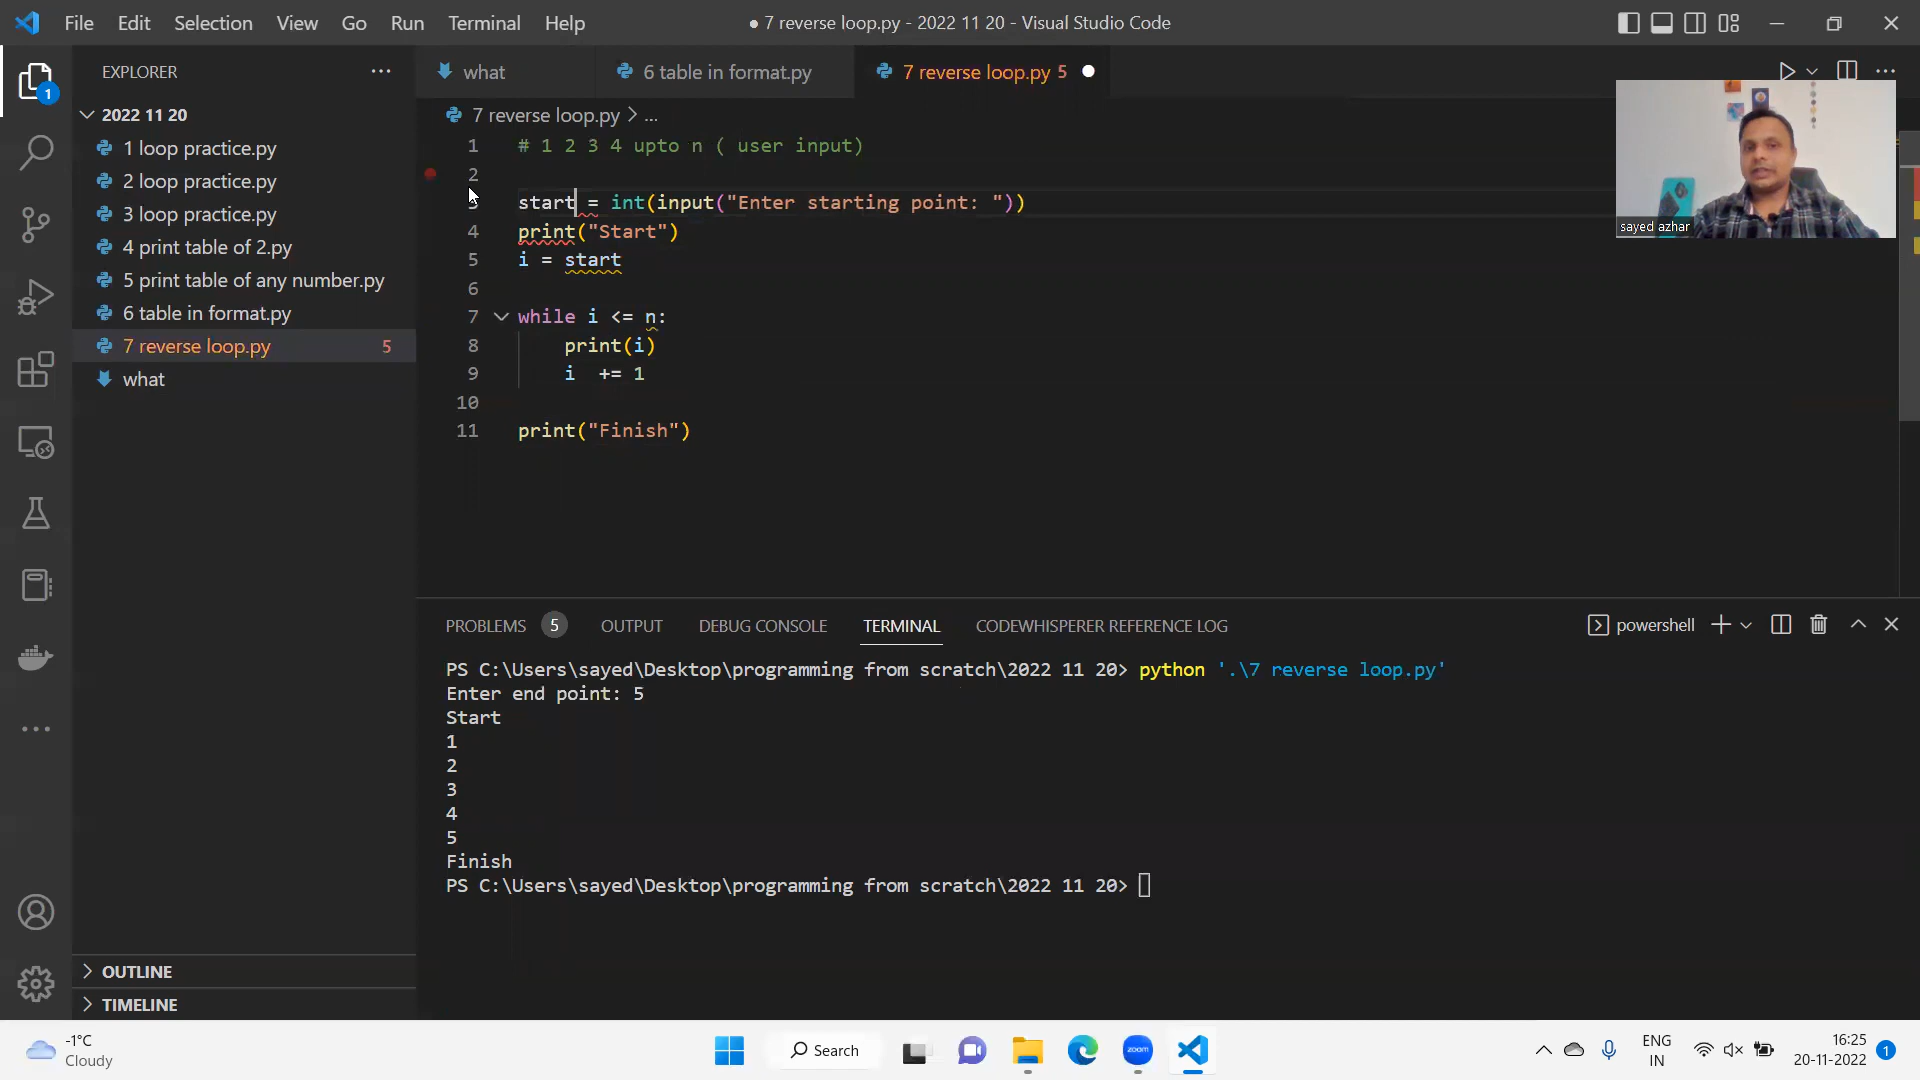 File Edit Selection View Go Run Terminal Help
● 7 reverse loop.py - 2022 11 20 - Visual Studio Code
EXPLORER
1
2022 11 20
1 loop practice.py
2 loop practice.py
3 loop practice.py
4 print table of 2.py
5 print table of any number.py
6 table in format.py
7 reverse loop.py 5
what
OUTLINE
TIMELINE
what 6 table in format.py 7 reverse loop.py 5
7 reverse loop.py > ...
1 # 1 2 3 4 upto n ( user input)
2
3 start = int(input("Enter starting point: "))
4 print("Start")
5 i = start
6
7 while i <= n:
8 print(i)
9 i += 1
10
11 print("Finish")
sayed azhar
PROBLEMS 5 OUTPUT DEBUG CONSOLE TERMINAL CODEWHISPERER REFERENCE LOG
powershell
PS C:\Users\sayed\Desktop\programming from scratch\2022 11 20> python '.\7 reverse loop.py'
Enter end point: 5
Start
1
2
3
4
5
Finish
PS C:\Users\sayed\Desktop\programming from scratch\2022 11 20>
-1°C
Cloudy
Search
zoom
ENG
IN
16:25
20-11-2022
1